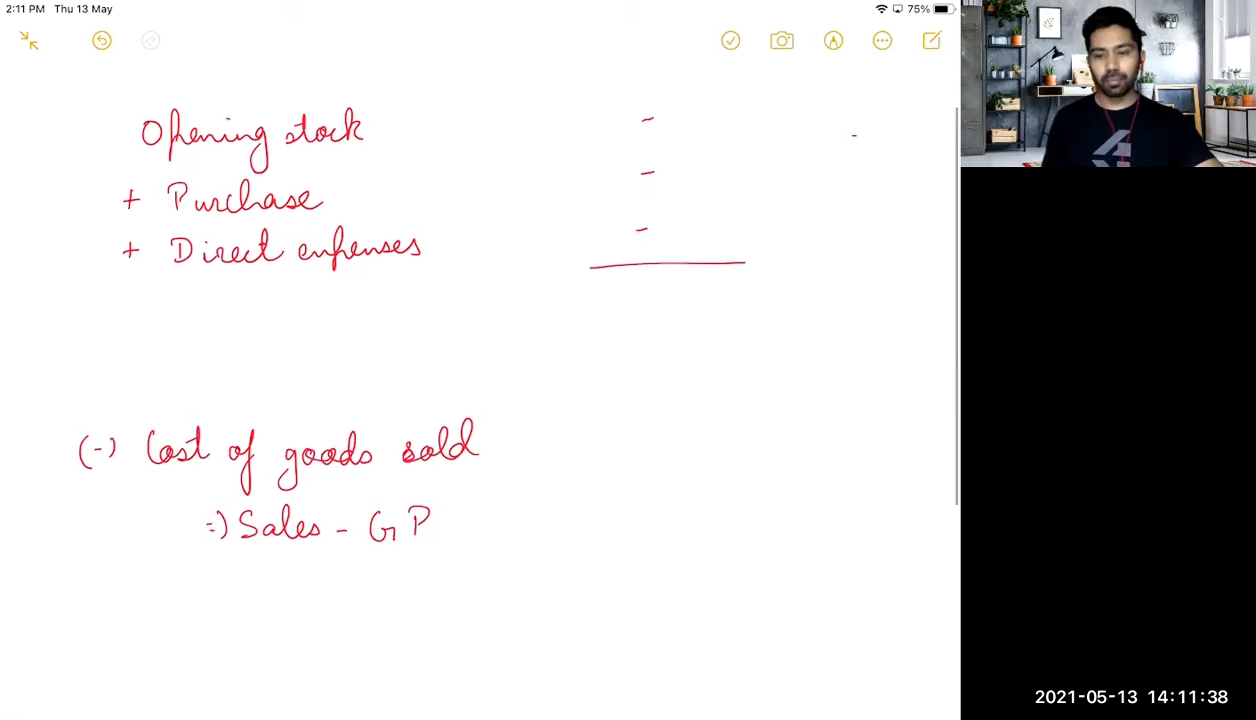 2:11 PM Thu 13 May 75%
Opening stock -
+ Purchase -
+ Direct expenses -
(-) Cost of goods sold
=) Sales - GP
2021-05-13 14:11:38